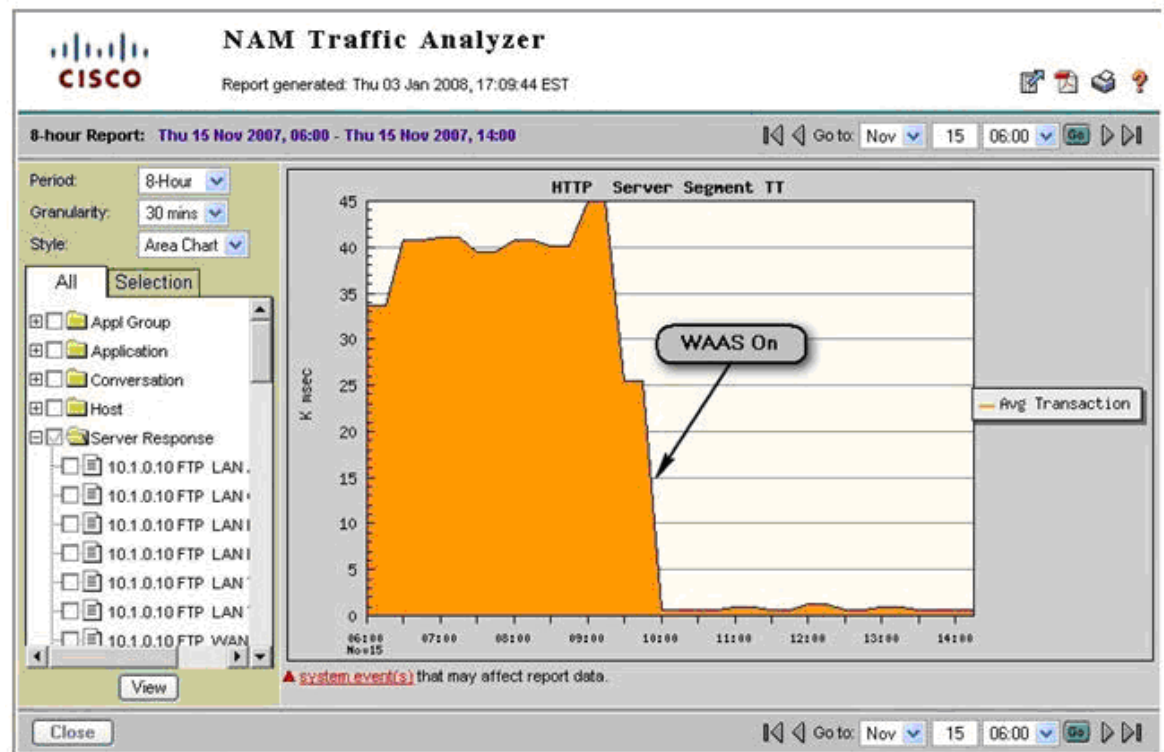 CISCO
NAM Traffic Analyzer
Report generated: Thu 03 Jan 2008, 17:09:44 EST
8-hour Report: Thu 15 Nov 2007, 06:00 - Thu 15 Nov 2007, 14:00
Go to: Nov 15 06:00 Go
Period: 8-Hour
Granularity: 30 mins
Style: Area Chart
All Selection
Appl Group
Application
Conversation
Host
Server Response
10.1.0.10 FTP LAN
10.1.0.10 FTP LAN
10.1.0.10 FTP LAN
10.1.0.10 FTP LAN
10.1.0.10 FTP LAN
10.1.0.10 FTP LAN
10.1.0.10 FTP WAN
View
HTTP Server Segment TT
K msec
45
40
35
30
25
20
15
10
5
0
06:00 07:00 08:00 09:00 10:00 11:00 12:00 13:00 14:00
Nov15
WAAS On
Avg Transaction
system event(s) that may affect report data.
Close
Go to: Nov 15 06:00 Go